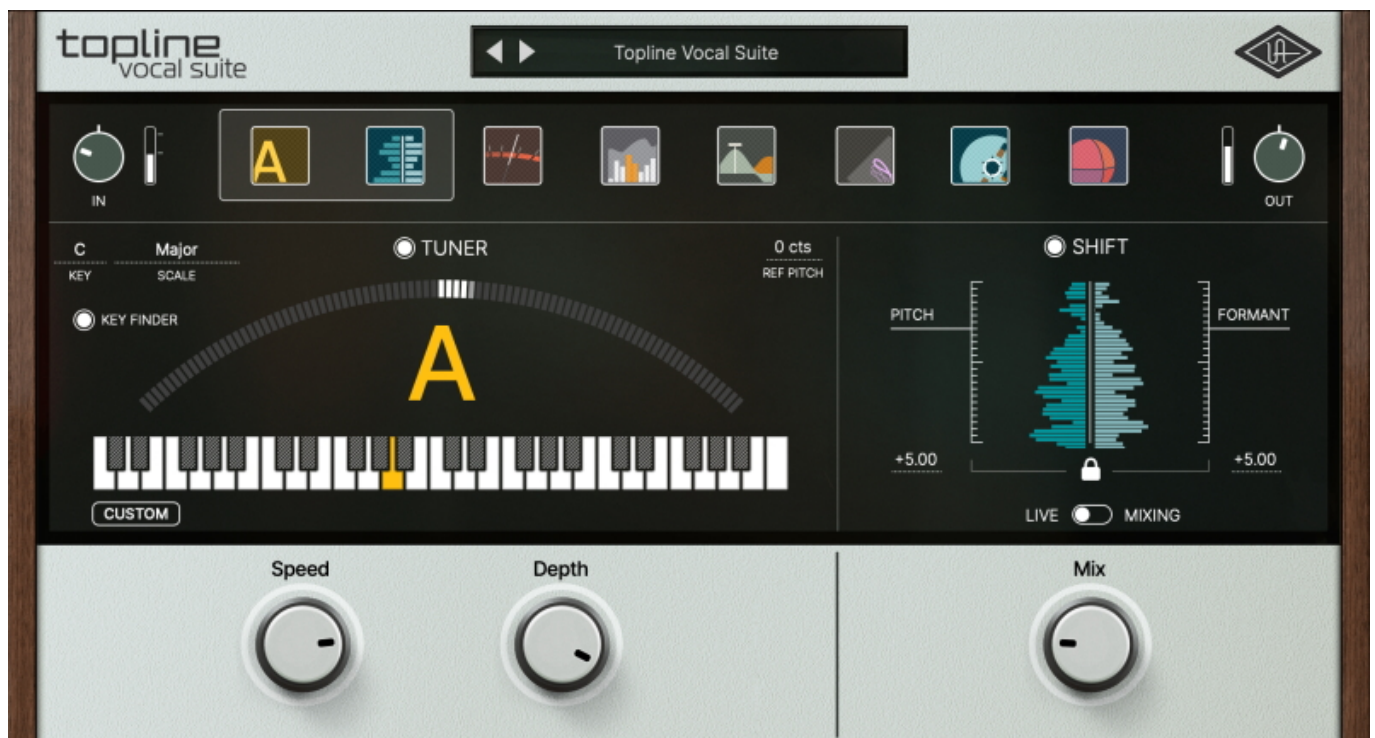 topline
vocal suite
Topline Vocal Suite
UA
A
IN
OUT
C
Major
TUNER
0 cts
SHIFT
KEY
SCALE
REF PITCH
KEY FINDER
PITCH
FORMANT
A
+5.00
+5.00
CUSTOM
LIVE
MIXING
Speed
Depth
Mix